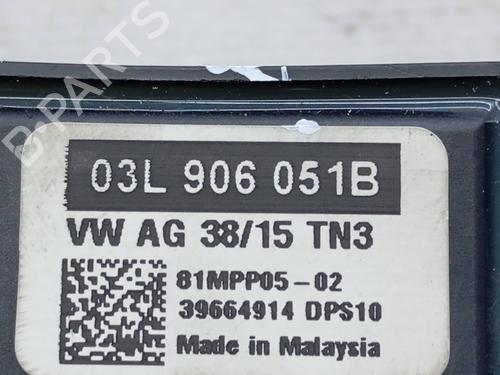 B PARTS
03L 906 051B
VW AG 38/15 TN3
81MPP05-02
39664914 DPS10
Made in Malaysia